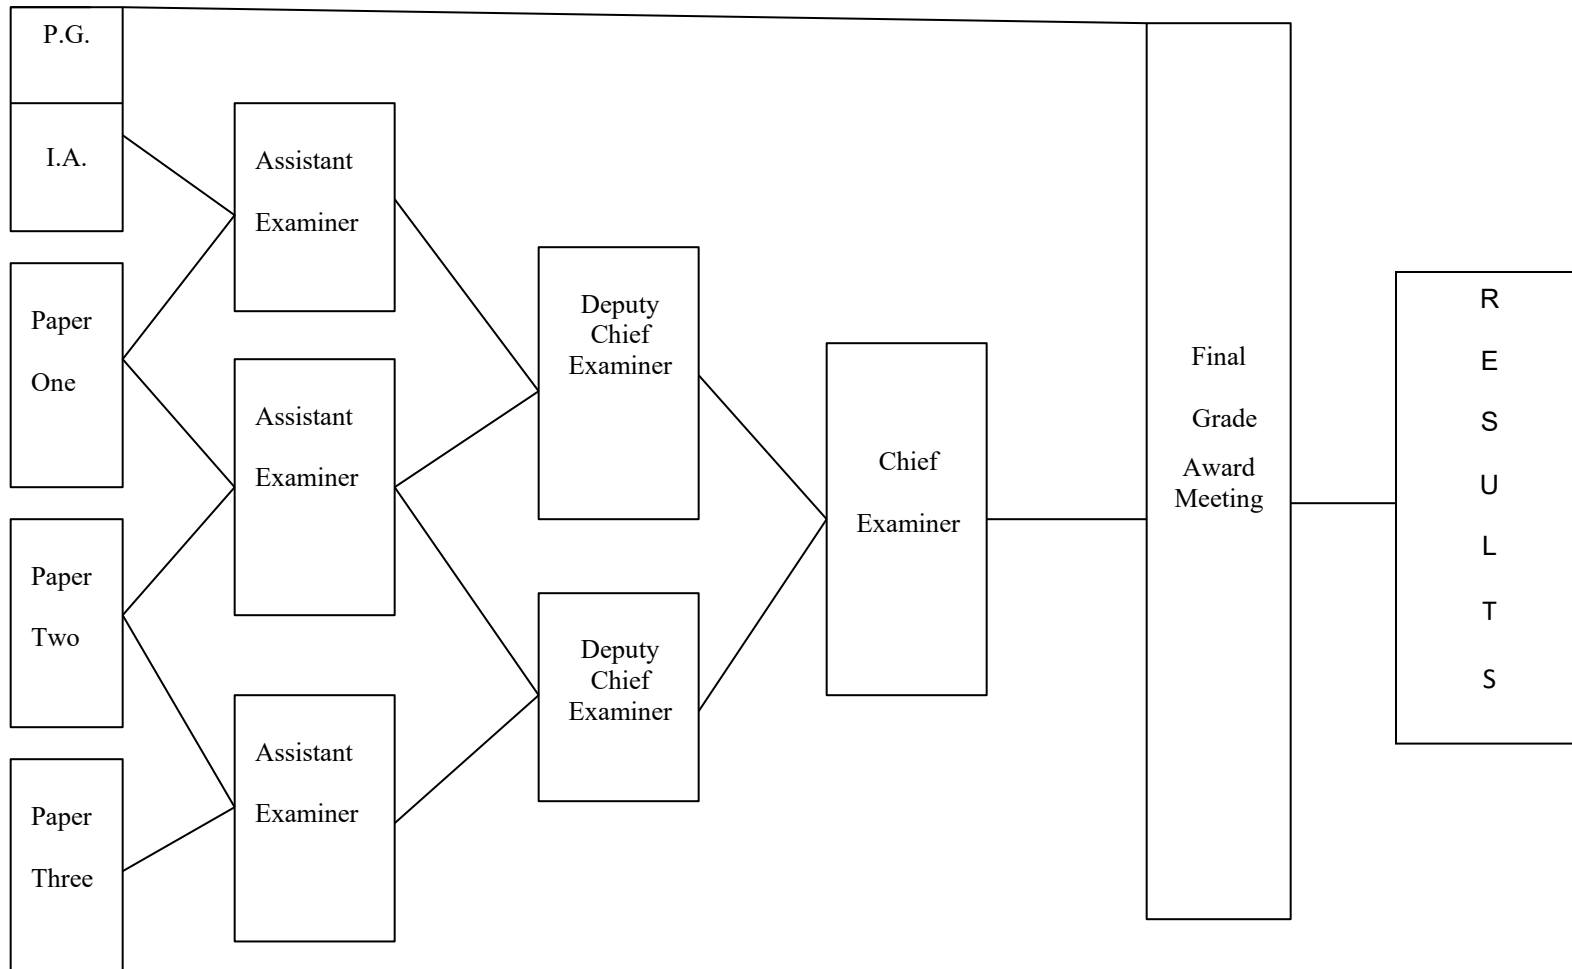 P.G.
I.A.
Paper
One
Paper
Two
Paper
Three
Assistant
Examiner
Assistant
Examiner
Assistant
Examiner
Deputy
Chief
Examiner
Deputy
Chief
Examiner
Chief
Examiner
Final
Grade
Award
Meeting
R
E
S
U
L
T
S